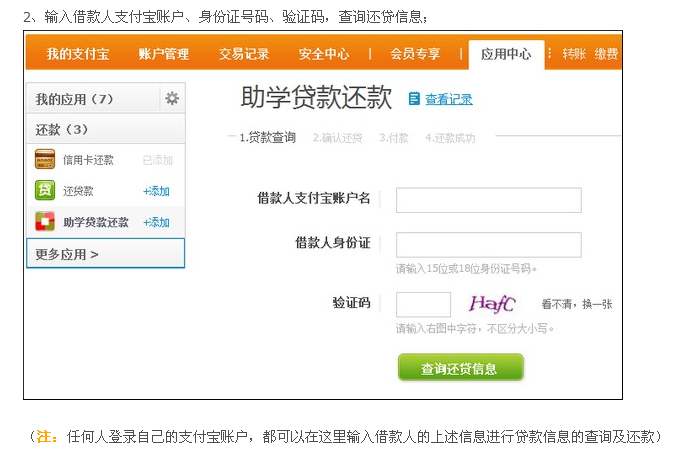 2、输入借款人支付宝账户、身份证号码、验证码，查询还贷信息；
我的支付宝 账户管理 交易记录 安全中心 | 会员专享 | 应用中心 ⋮ 转账 缴费
我的应用（7）
还款（3）
信用卡还款 已添加
还贷款 +添加
助学贷款还款 +添加
更多应用 >
助学贷款还款 查看记录
1.贷款查询 2.确认还贷 3.付款 4.还款成功
借款人支付宝账户名
借款人身份证
请输入15位或18位身份证号码。
验证码 HafC 看不清，换一张
请输入右图中字符，不区分大小写。
查询还贷信息
（注：任何人登录自己的支付宝账户，都可以在这里输入借款人的上述信息进行贷款信息的查询及还款）